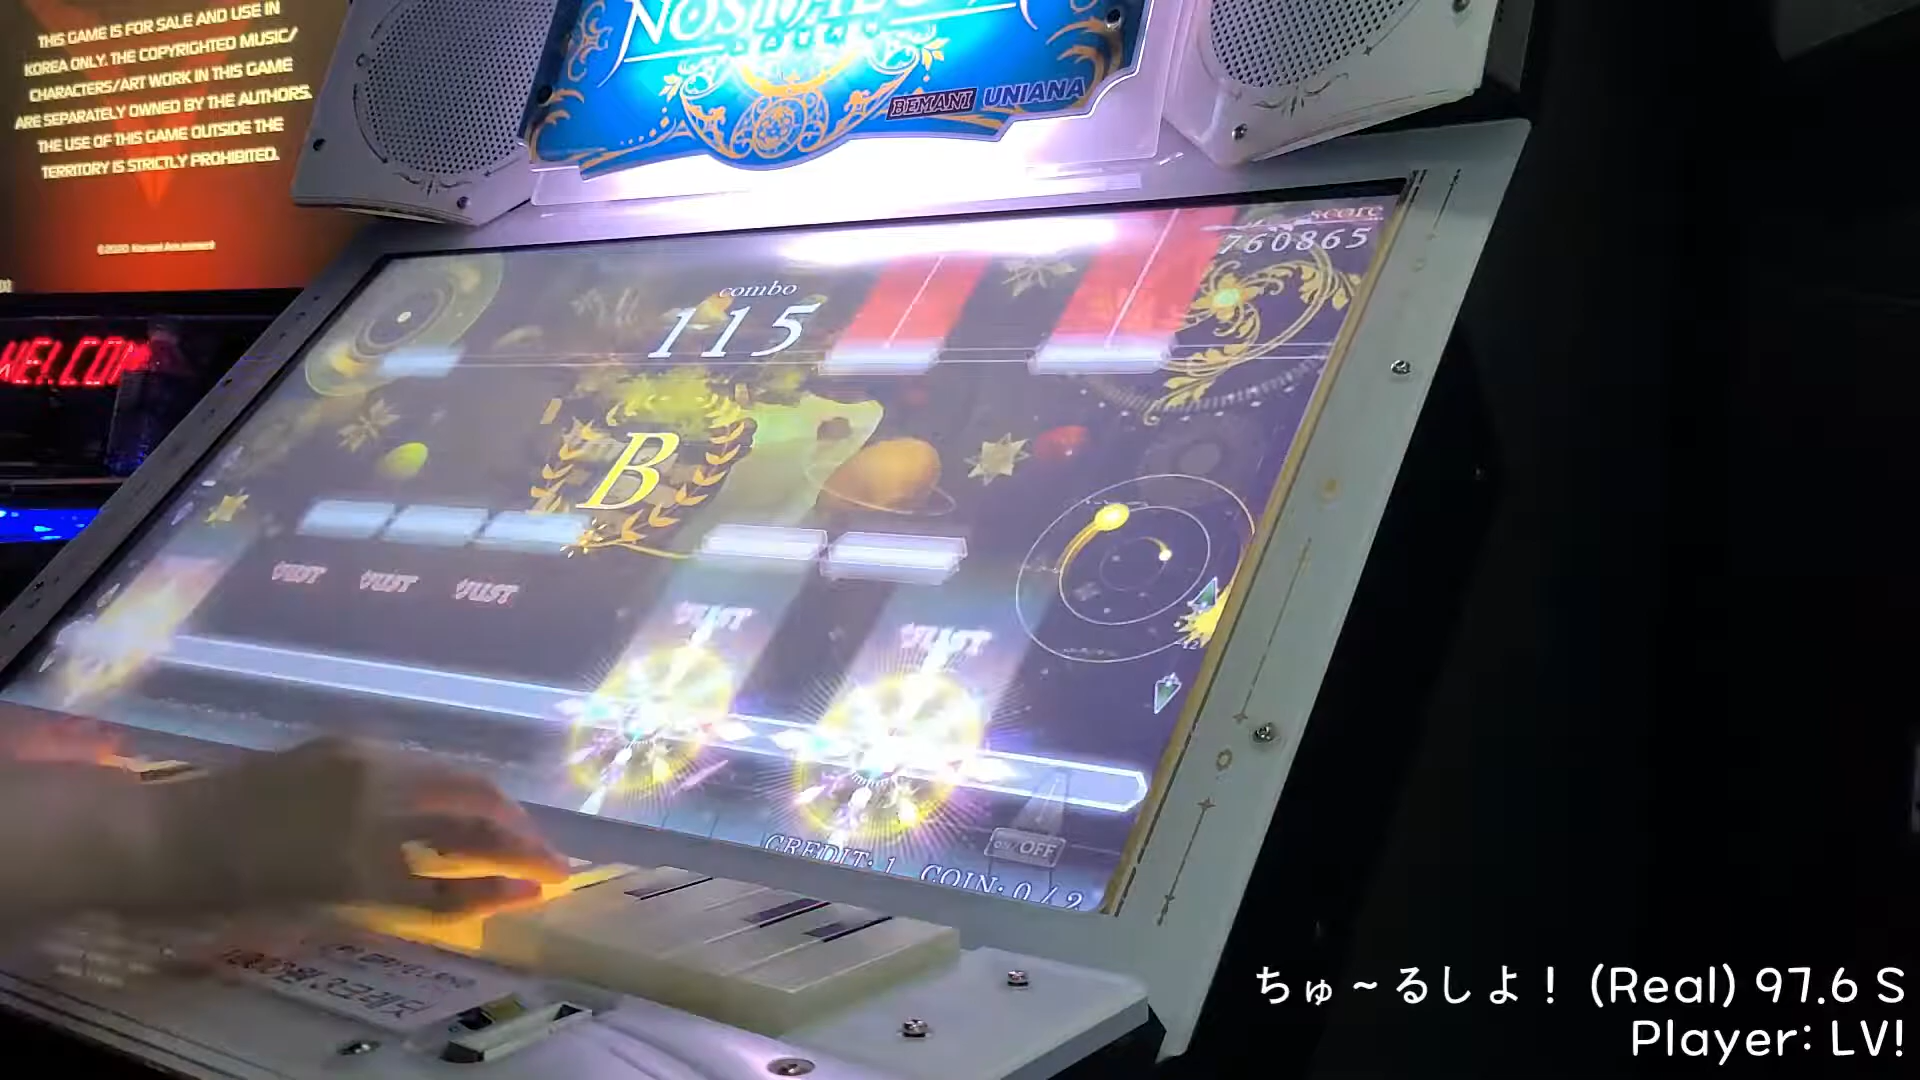 THIS GAME IS FOR SALE AND USE IN
KOREA ONLY. THE COPYRIGHTED MUSIC/
CHARACTERS/ART WORK IN THIS GAME
ARE SEPARATELY OWNED BY THE AUTHORS.
THE USE OF THIS GAME OUTSIDE THE
TERRITORY IS STRICTLY PROHIBITED.
©2020 Konami Amusement
BEMANI UNIANA
score
760865
combo
115
B
CREDIT: 1 COIN: 0 / 2
ON/OFF
ちゅ~るしよ! (Real) 97.6 S
Player: LV!